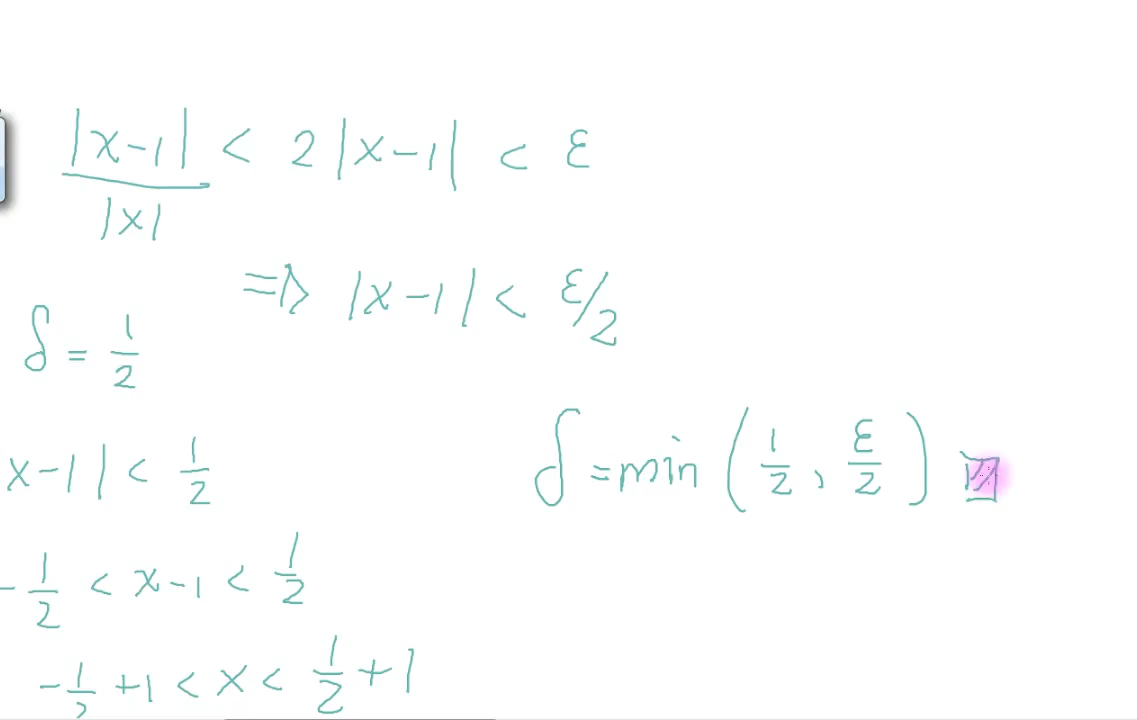 |x-1| / |x| < 2|x-1| < ε
⇒ |x-1| < ε/2
δ = 1/2
x-1| < 1/2
δ = min (1/2, ε/2)
-1/2 < x-1 < 1/2
-1/2 +1 < x < 1/2 +1